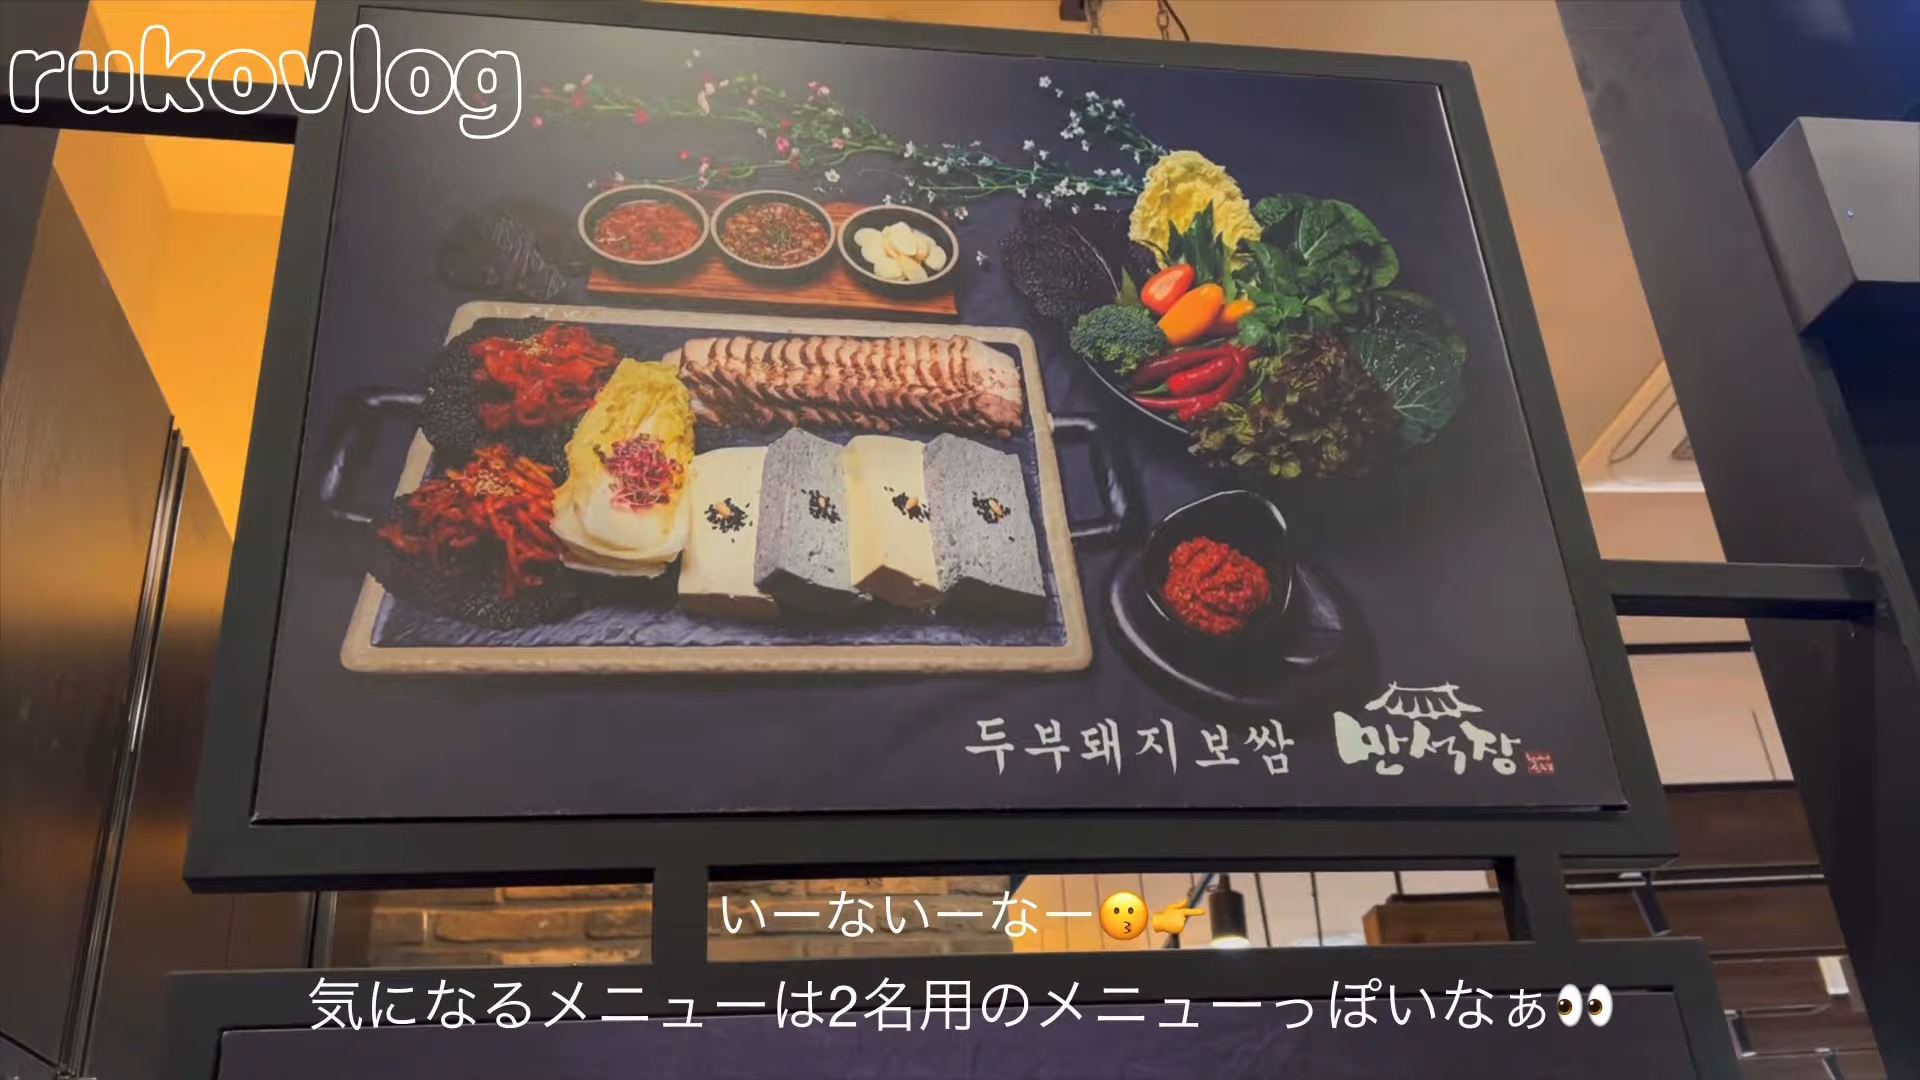 rukovlog
두부돼지보쌈 만석장
いーないーなー😗👉
気になるメニューは2名用のメニューっぽいなぁ👀